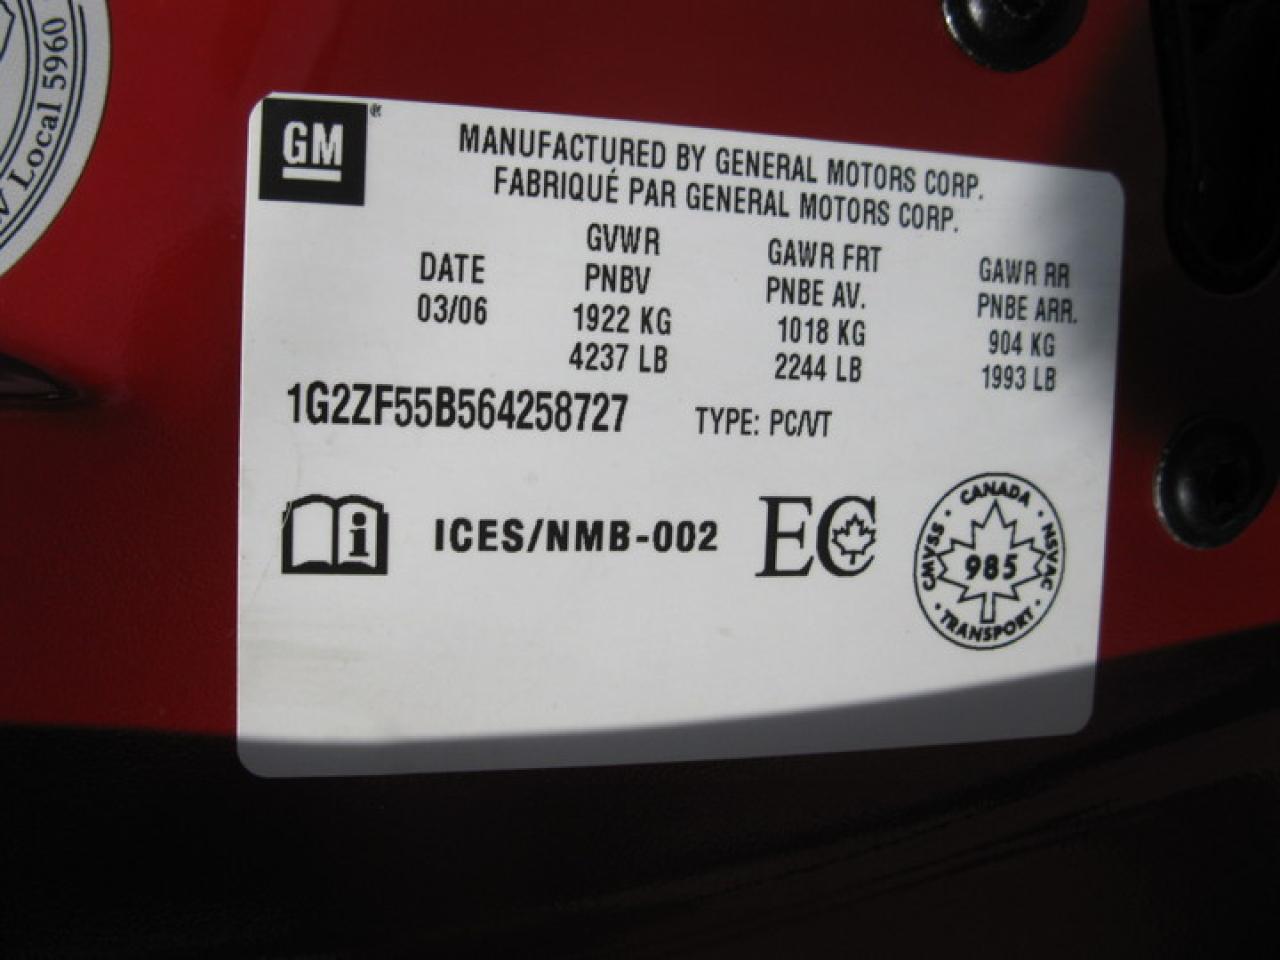 Local 5960
GM
®
MANUFACTURED BY GENERAL MOTORS CORP.
FABRIQUÉ PAR GENERAL MOTORS CORP.
DATE
03/06
GVWR
PNBV
1922 KG
4237 LB
GAWR FRT
PNBE AV.
1018 KG
2244 LB
GAWR RR
PNBE ARR.
904 KG
1993 LB
1G2ZF55B564258727
TYPE: PC/VT
i
ICES/NMB-002
EC
CANADA
CMVSS
NSVAC
985
TRANSPORT